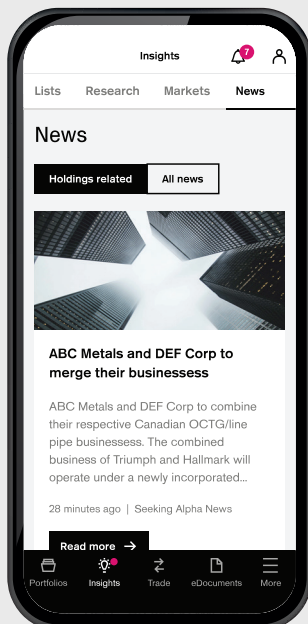 Insights
7
Lists Research Markets News
News
Holdings related All news
ABC Metals and DEF Corp to
merge their businessess
ABC Metals and DEF Corp to combine
their respective Canadian OCTG/line
pipe businessess. The combined
business of Triumph and Hallmark will
operate under a newly incorporated...
28 minutes ago | Seeking Alpha News
Read more →
Portfolios Insights Trade eDocuments More